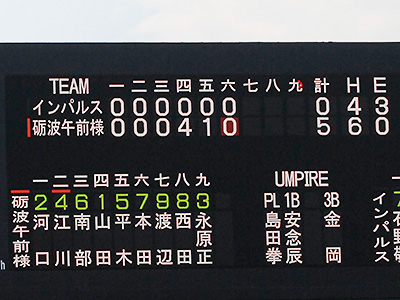 TEAM 一 二 三 四 五 六 七 八 九 計 H E
インパルス 0 0 0 0 0 0 0 4 3
砺波午前様 0 0 0 4 1 0 5 6 0
一 二 三 四 五 六 七 八 九 UMPIRE
2 4 6 1 5 7 9 8 3 PL 1B 3B
砺波午前様
河口
江川
南部
山田
平木
本田
渡辺
西田
永原正
島田拳
安念辰
金岡
インパル